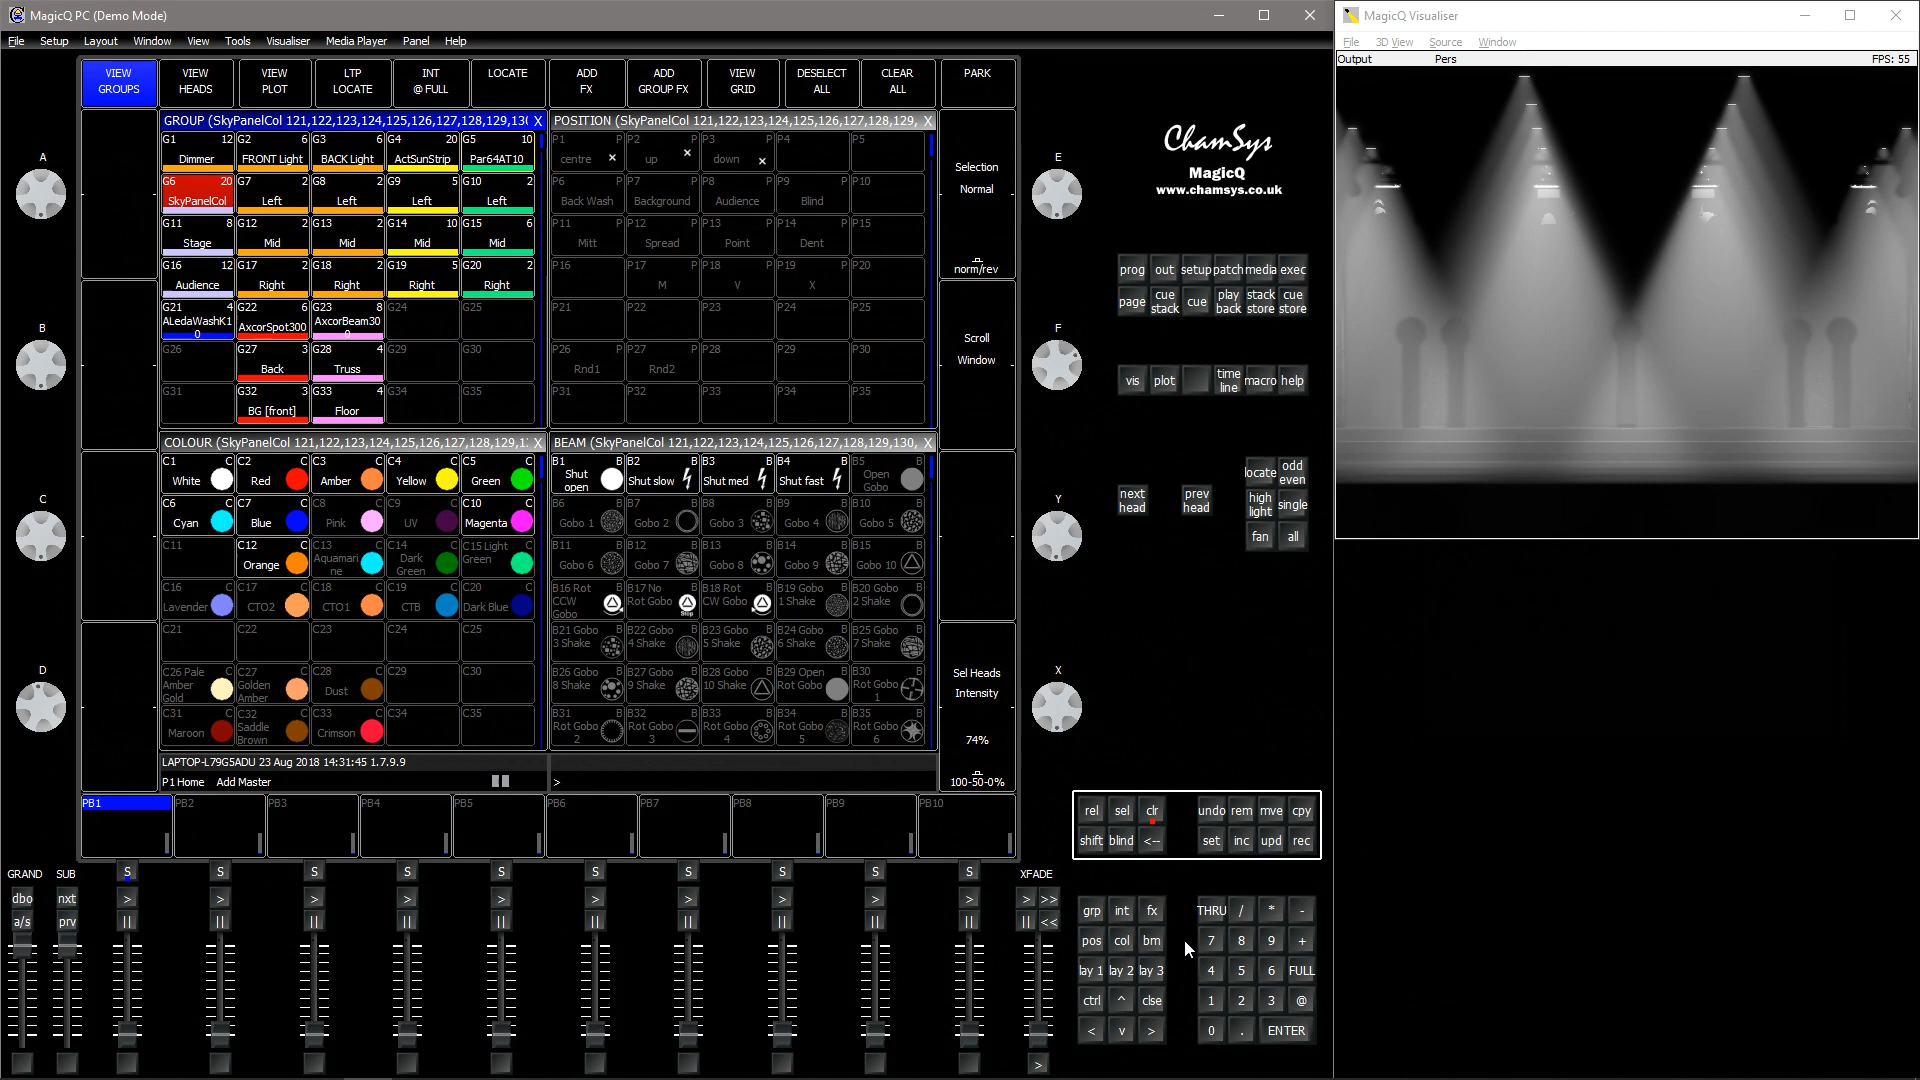 MagicQ PC (Demo Mode)
File Setup Layout Window View Tools Visualiser Media Player Panel Help
VIEW GROUPS
VIEW HEADS
VIEW PLOT
LTP LOCATE
INT @ FULL
LOCATE
ADD FX
ADD GROUP FX
VIEW GRID
DESELECT ALL
CLEAR ALL
PARK
GROUP (SkyPanelCol 121,122,123,124,125,126,127,128,129,13( X
G1 12 Dimmer
G2 6 FRONT Light
G3 6 BACK Light
G4 20 ActSunStrip
G5 10 Par64AT10
G6 20 SkyPanelCol
G7 2 Left
G8 2 Left
G9 5 Left
G10 2 Left
G11 8 Stage
G12 2 Mid
G13 2 Mid
G14 10 Mid
G15 6 Mid
G16 12 Audience
G17 2 Right
G18 2 Right
G19 5 Right
G20 2 Right
G21 4 ALedaWashK1 0
G22 6 AxcorSpot300
G23 8 AxcorBeam30 0
G24
G25
G26
G27 3 Back
G28 4 Truss
G29
G30
G31
G32 3 BG [front]
G33 4 Floor
G34
G35
POSITION (SkyPanelCol 121,122,123,124,125,126,127,128,129, X
P1 P centre
P2 P up
P3 P down
P4
P5
P6 P Back Wash
P7 P Background
P8 P Audience
P9 P Blind
P10
P11 P Mitt
P12 P Spread
P13 P Point
P14 P Dent
P15
P16
P17 P M
P18 P V
P19 P X
P20
P21
P22
P23
P24
P25
P26 P Rnd1
P27 P Rnd2
P28
P29
P30
P31
P32
P33
P34
P35
COLOUR (SkyPanelCol 121,122,123,124,125,126,127,128,129,1: X
C1 C White
C2 C Red
C3 C Amber
C4 C Yellow
C5 C Green
C6 C Cyan
C7 C Blue
C8 C Pink
C9 C UV
C10 C Magenta
C11
C12 C Orange
C13 C Aquamari ne
C14 C Dark Green
C15 Light C Green
C16 C Lavender
C17 C CTO2
C18 C CTO1
C19 C CTB
C20 C Dark Blue
C21
C22
C23
C24
C25
C26 Pale C Amber Gold
C27 C Golden Amber
C28 C Dust
C29
C30
C31 C Maroon
C32 C Saddle Brown
C33 C Crimson
C34
C35
BEAM (SkyPanelCol 121,122,123,124,125,126,127,128,129,130, X
B1 B Shut open
B2 B Shut slow
B3 B Shut med
B4 B Shut fast
B5 B Open Gobo
B6 B Gobo 1
B7 B Gobo 2
B8 B Gobo 3
B9 B Gobo 4
B10 B Gobo 5
B11 B Gobo 6
B12 B Gobo 7
B13 B Gobo 8
B14 B Gobo 9
B15 B Gobo 10
B16 Rot B CCW Gobo
B17 No B Rot Gobo Stop
B18 Rot B CW Gobo
B19 Gobo B 1 Shake
B20 Gobo B 2 Shake
B21 Gobo B 3 Shake
B22 Gobo B 4 Shake
B23 Gobo B 5 Shake
B24 Gobo B 6 Shake
B25 Gobo B 7 Shake
B26 Gobo B 8 Shake
B27 Gobo B 9 Shake
B28 Gobo B 10 Shake
B29 Open B Rot Gobo
B30 B Rot Gobo 1
B31 B Rot Gobo 2
B32 B Rot Gobo 3
B33 B Rot Gobo 4
B34 B Rot Gobo 5
B35 B Rot Gobo 6
Selection
Normal
norm/rev
Scroll
Window
Sel Heads
Intensity
74%
100-50-0%
LAPTOP-L79G5ADU 23 Aug 2018 14:31:45 1.7.9.9
P1 Home Add Master
>
PB1 PB2 PB3 PB4 PB5 PB6 PB7 PB8 PB9 PB10
A
B
C
D
E
F
Y
X
GRAND SUB S S S S S S S S S S XFADE
dbo nxt > > > > > > > > > > > >>
a/s prv || || || || || || || || || || || <<
>
ChamSys
MagicQ
www.chamsys.co.uk
prog out setup patch media exec
page cue stack cue play back stack store cue store
vis plot time line macro help
next head prev head locate odd even
high light single
fan all
rel sel clr undo rem mve cpy
shift blind <-- set inc upd rec
grp int fx THRU / * -
pos col bm 7 8 9 +
lay 1 lay 2 lay 3 4 5 6 FULL
ctrl ^ clse 1 2 3 @
< v > 0 . ENTER
MagicQ Visualiser
File 3D View Source Window
Output Pers FPS: 55